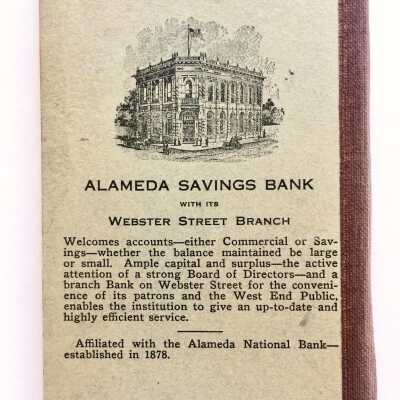 ALAMEDA SAVINGS BANK
WITH ITS
WEBSTER STREET BRANCH
Welcomes accounts—either Commercial or Sav-
ings—whether the balance maintained be large
or small. Ample capital and surplus—the active
attention of a strong Board of Directors—and a
branch Bank on Webster Street for the conveni-
ence of its patrons and the West End Public,
enables the institution to give an up-to-date and
highly efficient service.
Affiliated with the Alameda National Bank—
established in 1878.